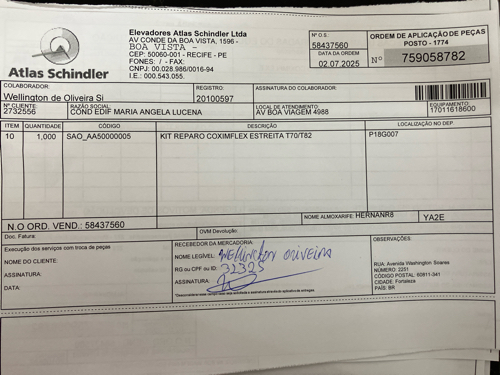 Atlas Schindler
Elevadores Atlas Schindler Ltda
AV CONDE DA BOA VISTA, 1596 -
BOA VISTA -
CEP: 50060-001 - RECIFE - PE
FONES: / - FAX:
CNPJ: 00.028.986/0016-94
I.E: 000.543.055.
Nº O.S.
58437560
DATA DA ORDEM
02.07.2025
ORDEM DE APLICAÇÃO DE PEÇAS
POSTO - 1774
Nº 759058782
COLABORADOR:
Wellington de Oliveira Si
REGISTRO:
20100597
ASSINATURA DO COLABORADOR:
Nº CLIENTE:
2732556
RAZÃO SOCIAL:
COND EDIF MARIA ANGELA LUCENA
LOCAL DE ATENDIMENTO:
AV BOA VIAGEM 4988
EQUIPAMENTO:
17011618600
ITEM QUANTIDADE CÓDIGO DESCRIÇÃO LOCALIZAÇÃO NO DEP.
10 1,000 SAO_AA50000005 KIT REPARO COXIMFLEX ESTREITA T70/T82 P18G007
N.O ORD. VEND.: 58437560
NOME ALMOXARIFE: HERNANR8 YA2E
Doc. Fatura:
OVM Devolução:
Execução dos serviços com troca de peças
NOME DO CLIENTE:
ASSINATURA:
DATA:
RECEBEDOR DA MERCADORIA:
NOME LEGÍVEL: WELLINGTON OLIVEIRA
RG ou CPF ou ID: 32325
ASSINATURA:
OBSERVAÇÕES:
RUA: Avenida Washington Soares
NÚMERO: 2251
CÓDIGO POSTAL: 60811-341
CIDADE: Fortaleza
PAÍS: BR